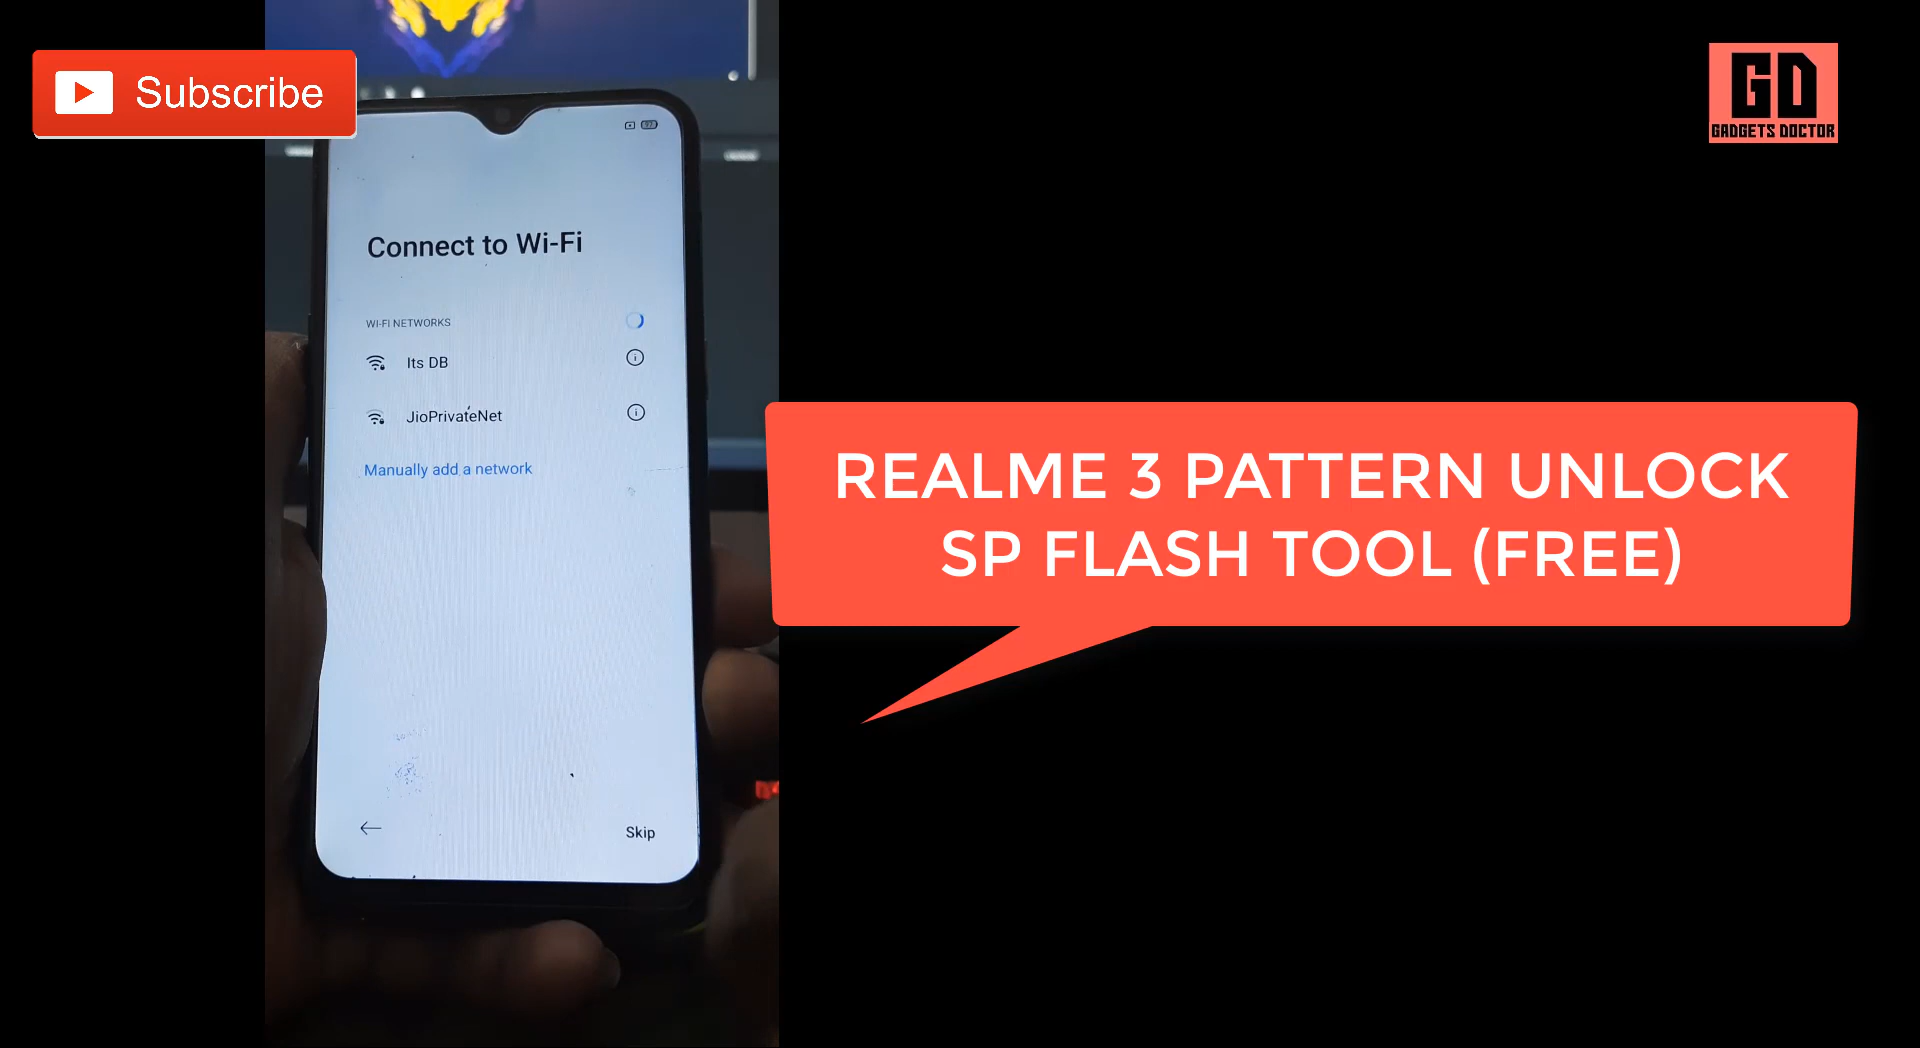 Subscribe
GD
GADGETS DOCTOR
97
Connect to Wi-Fi
WI-FI NETWORKS
Its DB
JioPrivateNet
Manually add a network
Skip
REALME 3 PATTERN UNLOCK
SP FLASH TOOL (FREE)